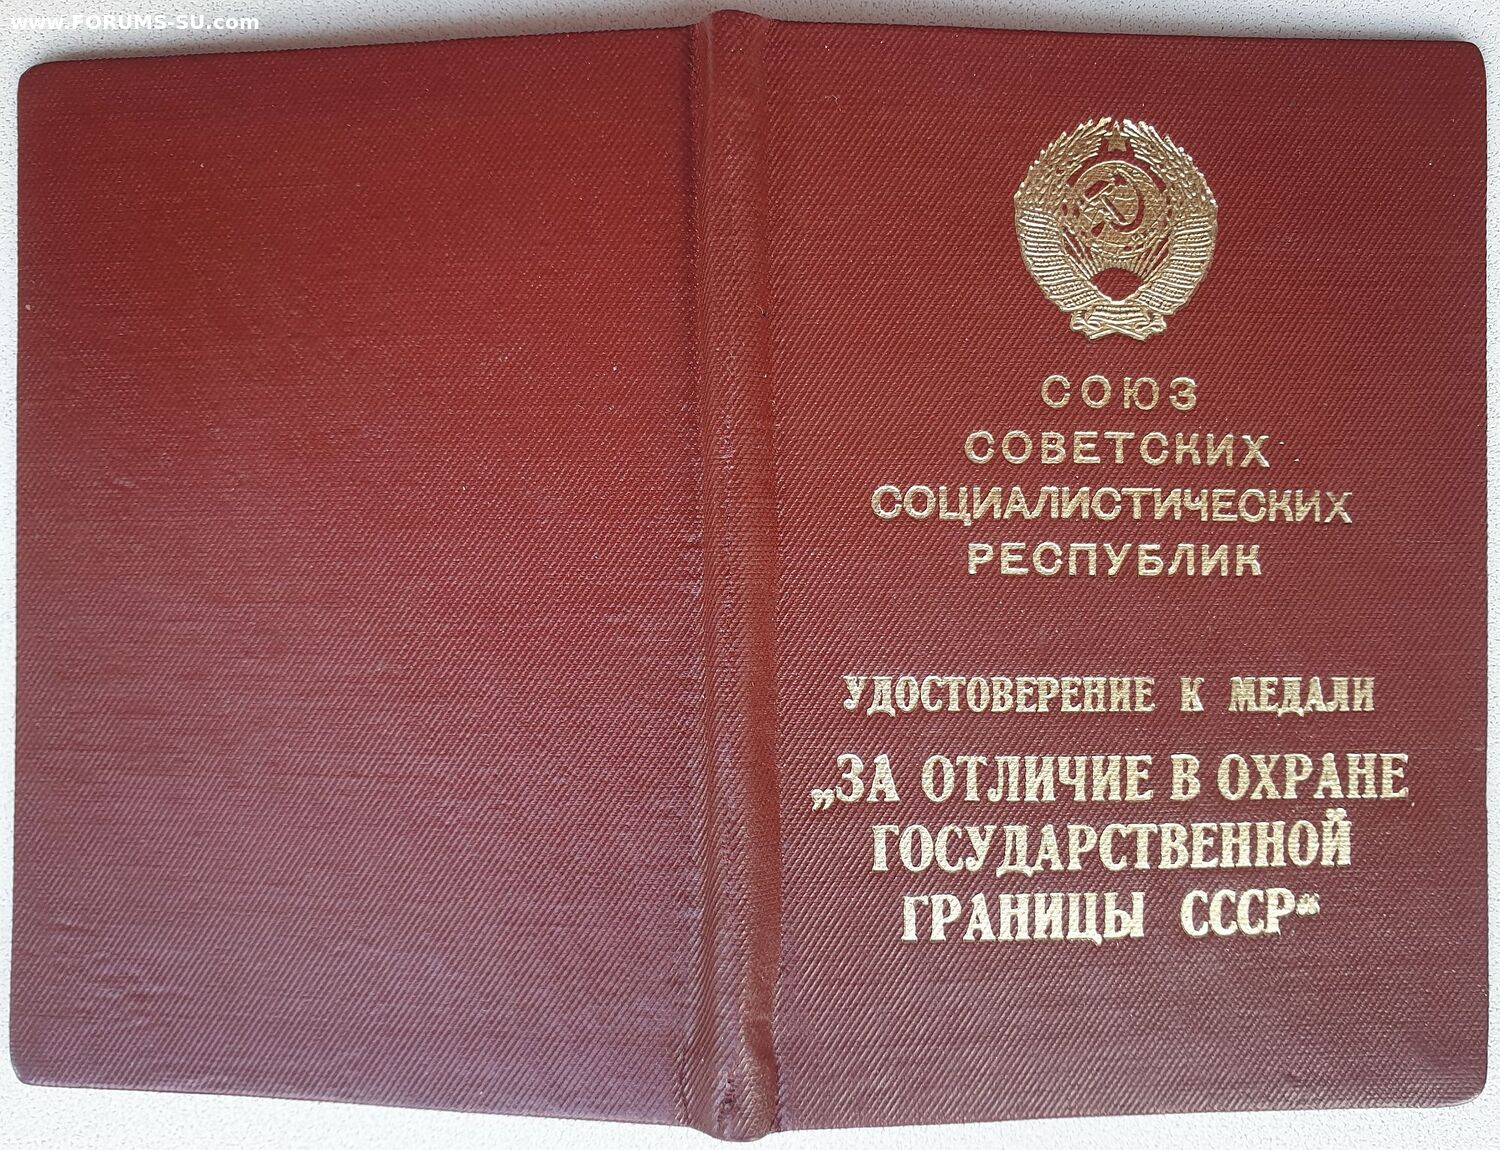 www.FORUMS-SU.com
СОЮЗ
СОВЕТСКИХ
СОЦИАЛИСТИЧЕСКИХ
РЕСПУБЛИК
УДОСТОВЕРЕНИЕ К МЕДАЛИ
„ЗА ОТЛИЧИЕ В ОХРАНЕ
ГОСУДАРСТВЕННОЙ
ГРАНИЦЫ СССР“